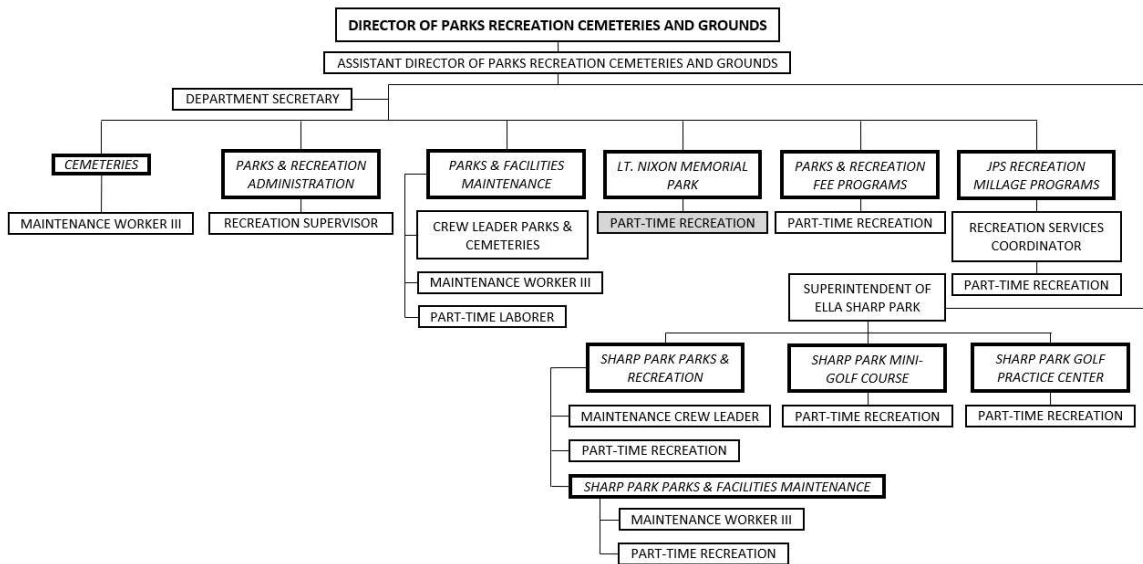 DIRECTOR OF PARKS RECREATION CEMETERIES AND GROUNDS
ASSISTANT DIRECTOR OF PARKS RECREATION CEMETERIES AND GROUNDS
DEPARTMENT SECRETARY
CEMETERIES
MAINTENANCE WORKER III
PARKS & RECREATION
ADMINISTRATION
RECREATION SUPERVISOR
PARKS & FACILITIES
MAINTENANCE
CREW LEADER PARKS &
CEMETERIES
MAINTENANCE WORKER III
PART-TIME LABORER
LT. NIXON MEMORIAL
PARK
PART-TIME RECREATION
PARKS & RECREATION
FEE PROGRAMS
PART-TIME RECREATION
JPS RECREATION
MILLAGE PROGRAMS
RECREATION SERVICES
COORDINATOR
PART-TIME RECREATION
SUPERINTENDENT OF
ELLA SHARP PARK
SHARP PARK PARKS &
RECREATION
MAINTENANCE CREW LEADER
PART-TIME RECREATION
SHARP PARK PARKS & FACILITIES MAINTENANCE
MAINTENANCE WORKER III
PART-TIME RECREATION
SHARP PARK MINI-
GOLF COURSE
PART-TIME RECREATION
SHARP PARK GOLF
PRACTICE CENTER
PART-TIME RECREATION